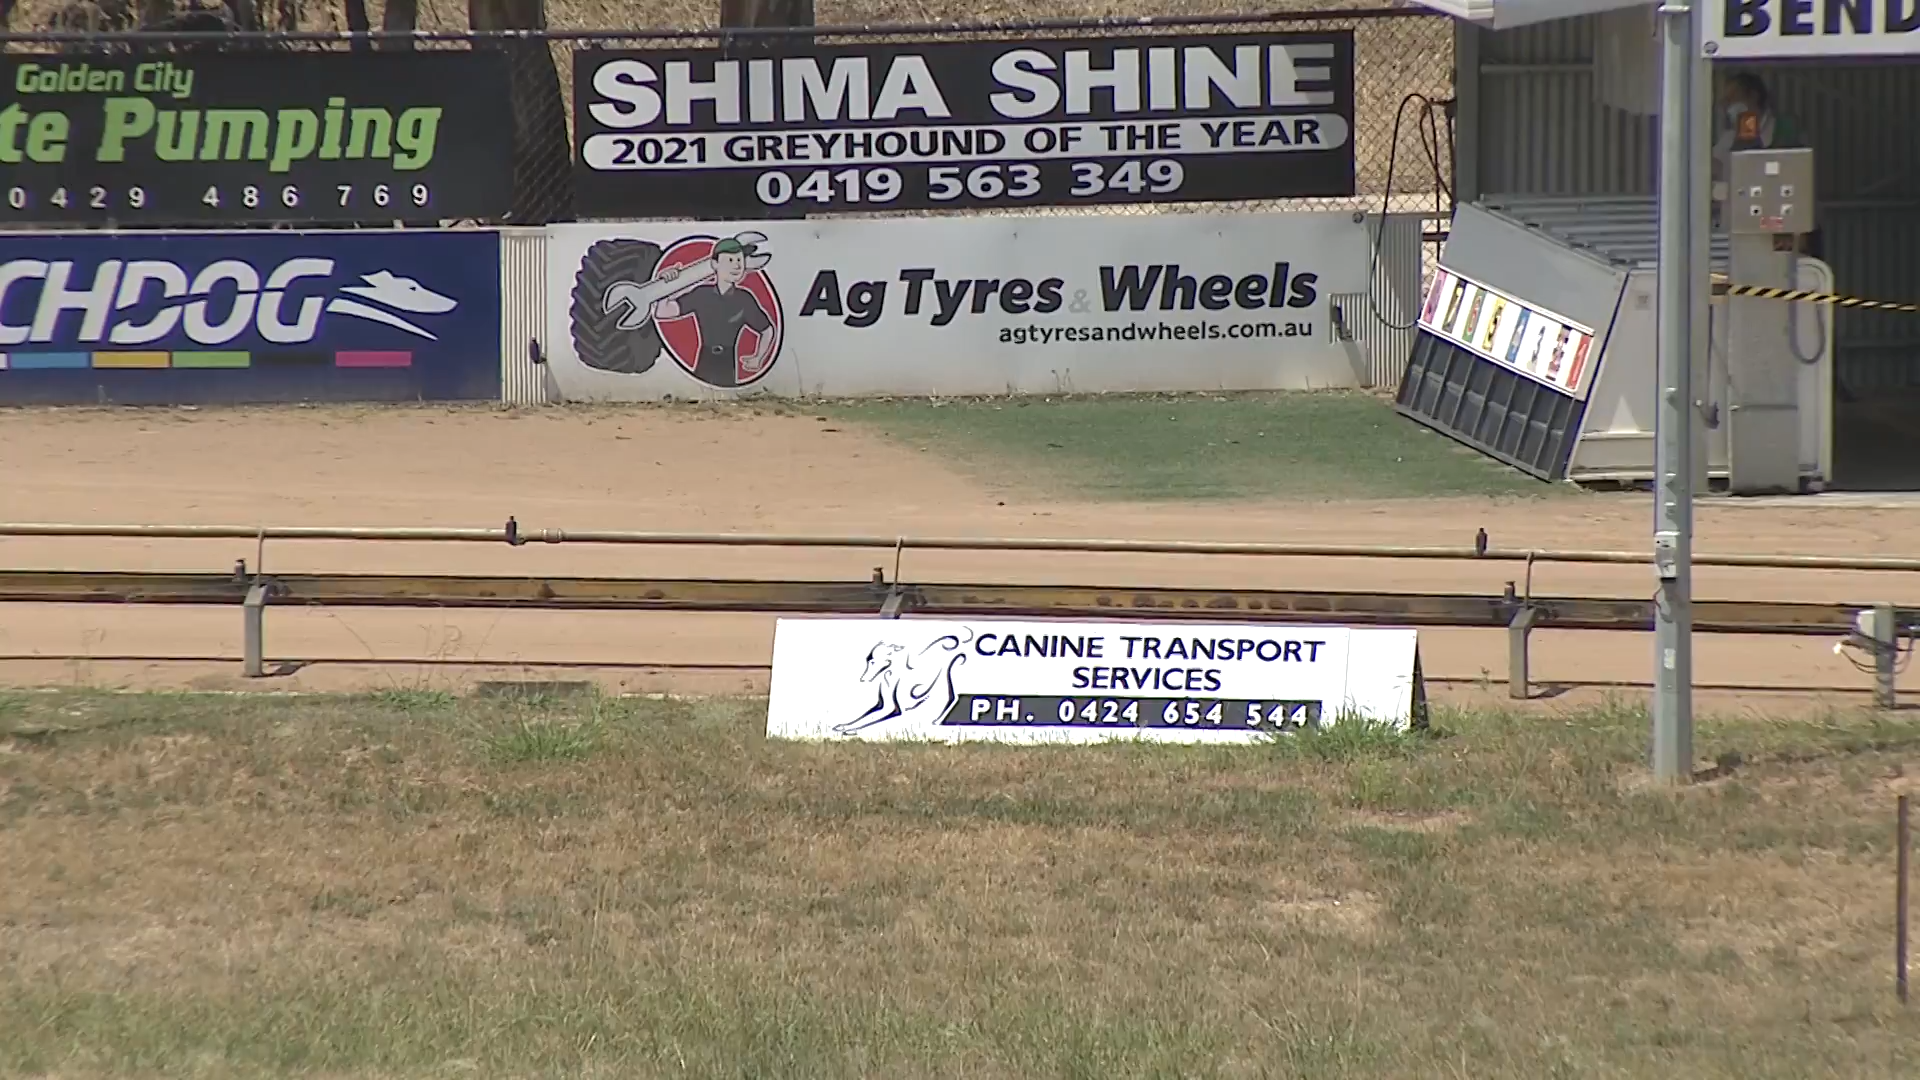 Golden City
te Pumping
0429 486 769
SHIMA SHINE
2021 GREYHOUND OF THE YEAR
0419 563 349
BEND
CHDOG
Ag Tyres & Wheels
agtyresandwheels.com.au
CANINE TRANSPORT
SERVICES
PH. 0424 654 544